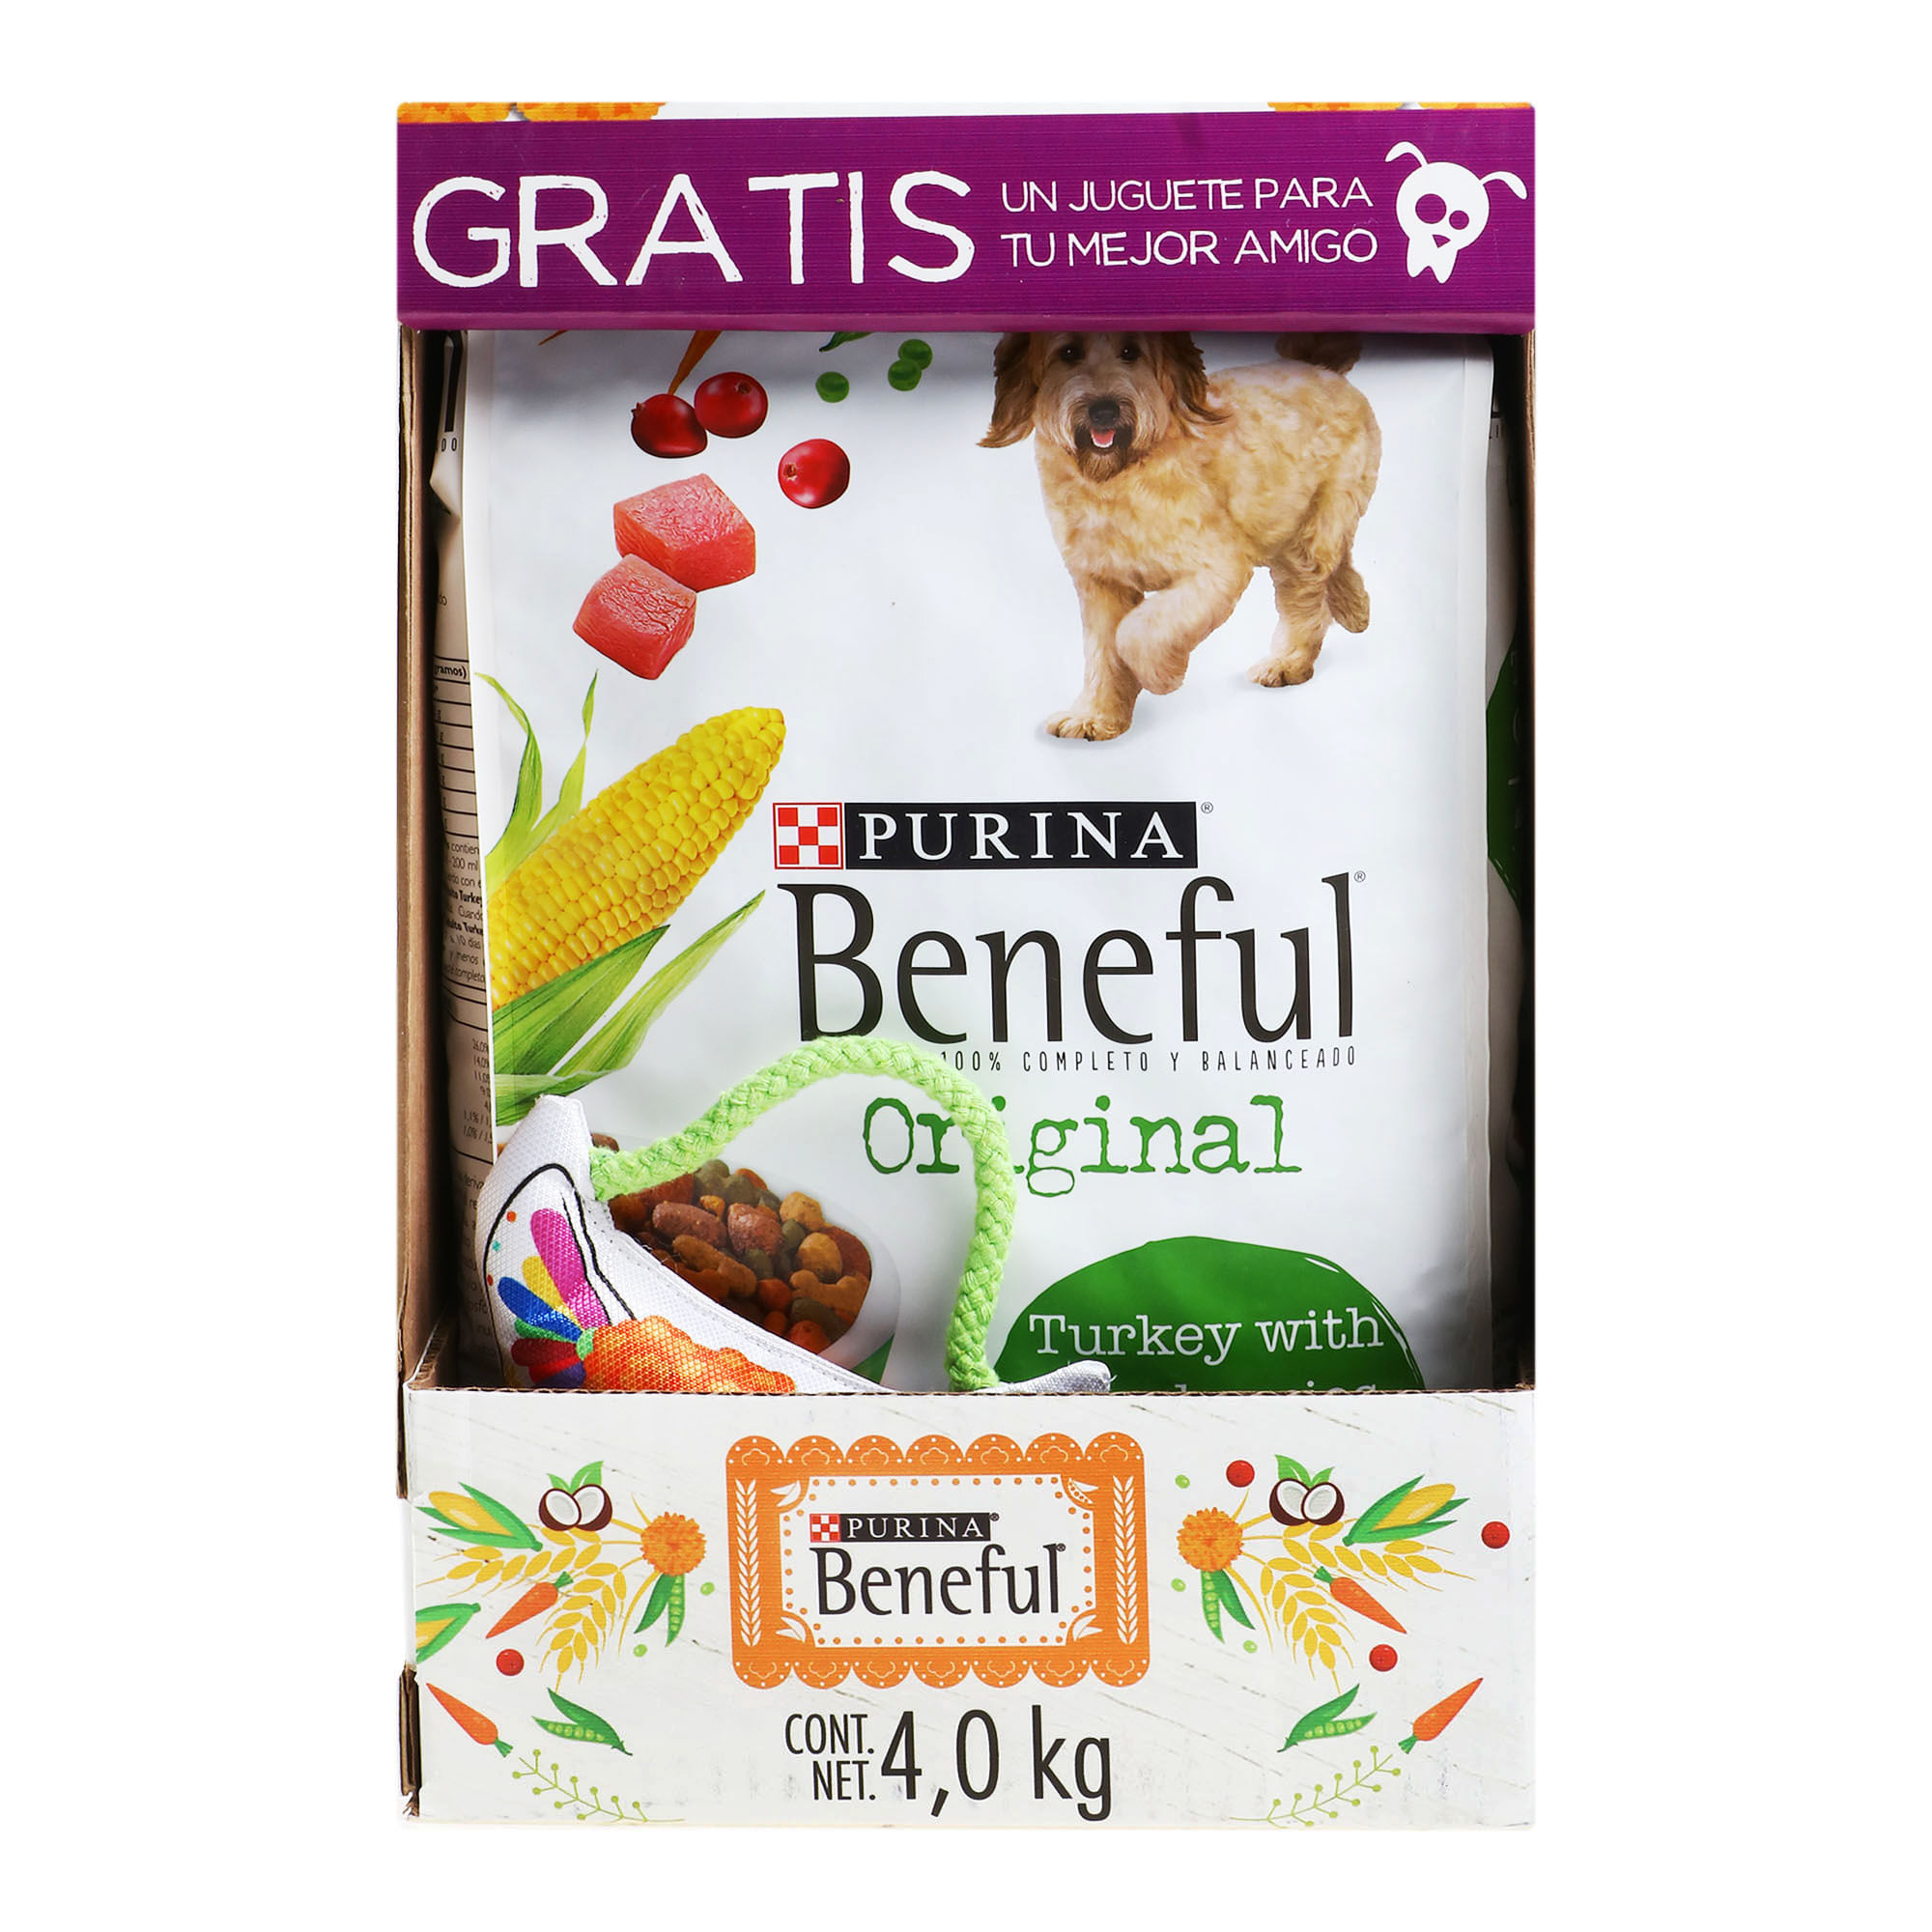 GRATIS
UN JUGUETE PARA
TU MEJOR AMIGO
PURINA®
Beneful®
100% COMPLETO Y BALANCEADO
Original
Turkey with
PURINA®
Beneful®
CONT.
NET. 4,0 kg